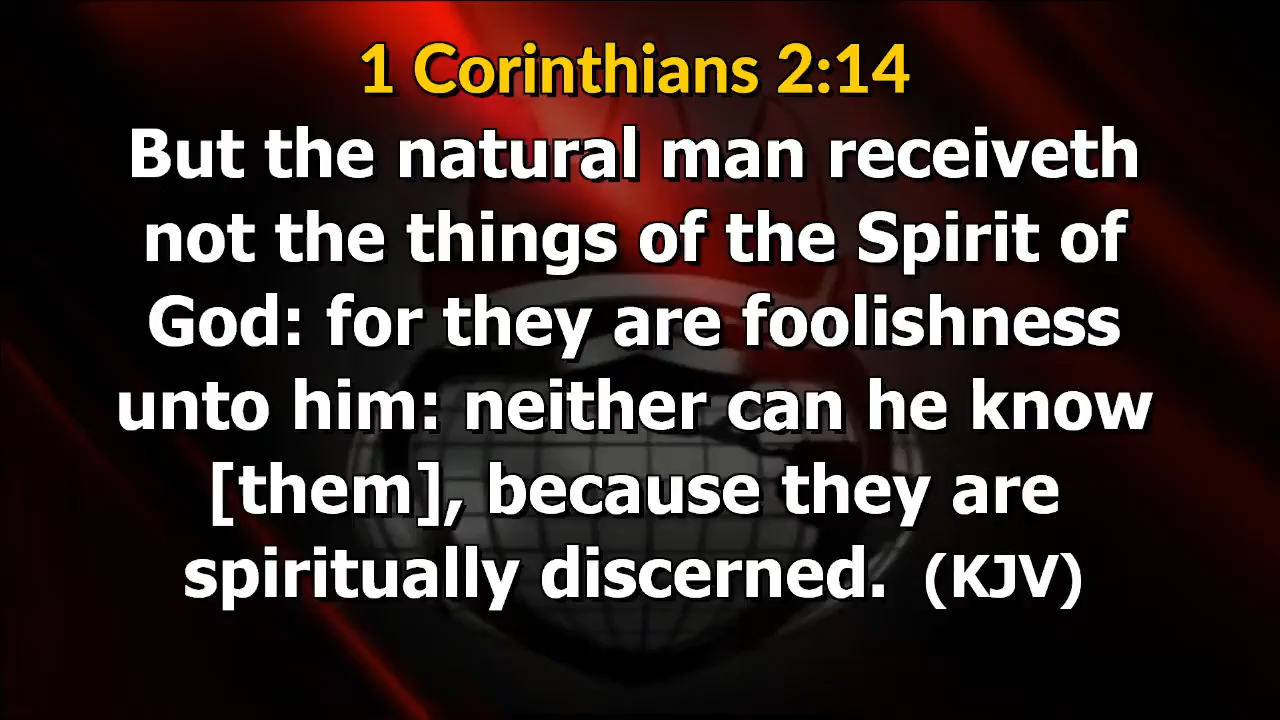 1 Corinthians 2:14
But the natural man receiveth
not the things of the Spirit of
God: for they are foolishness
unto him: neither can he know
[them], because they are
spiritually discerned. (KJV)